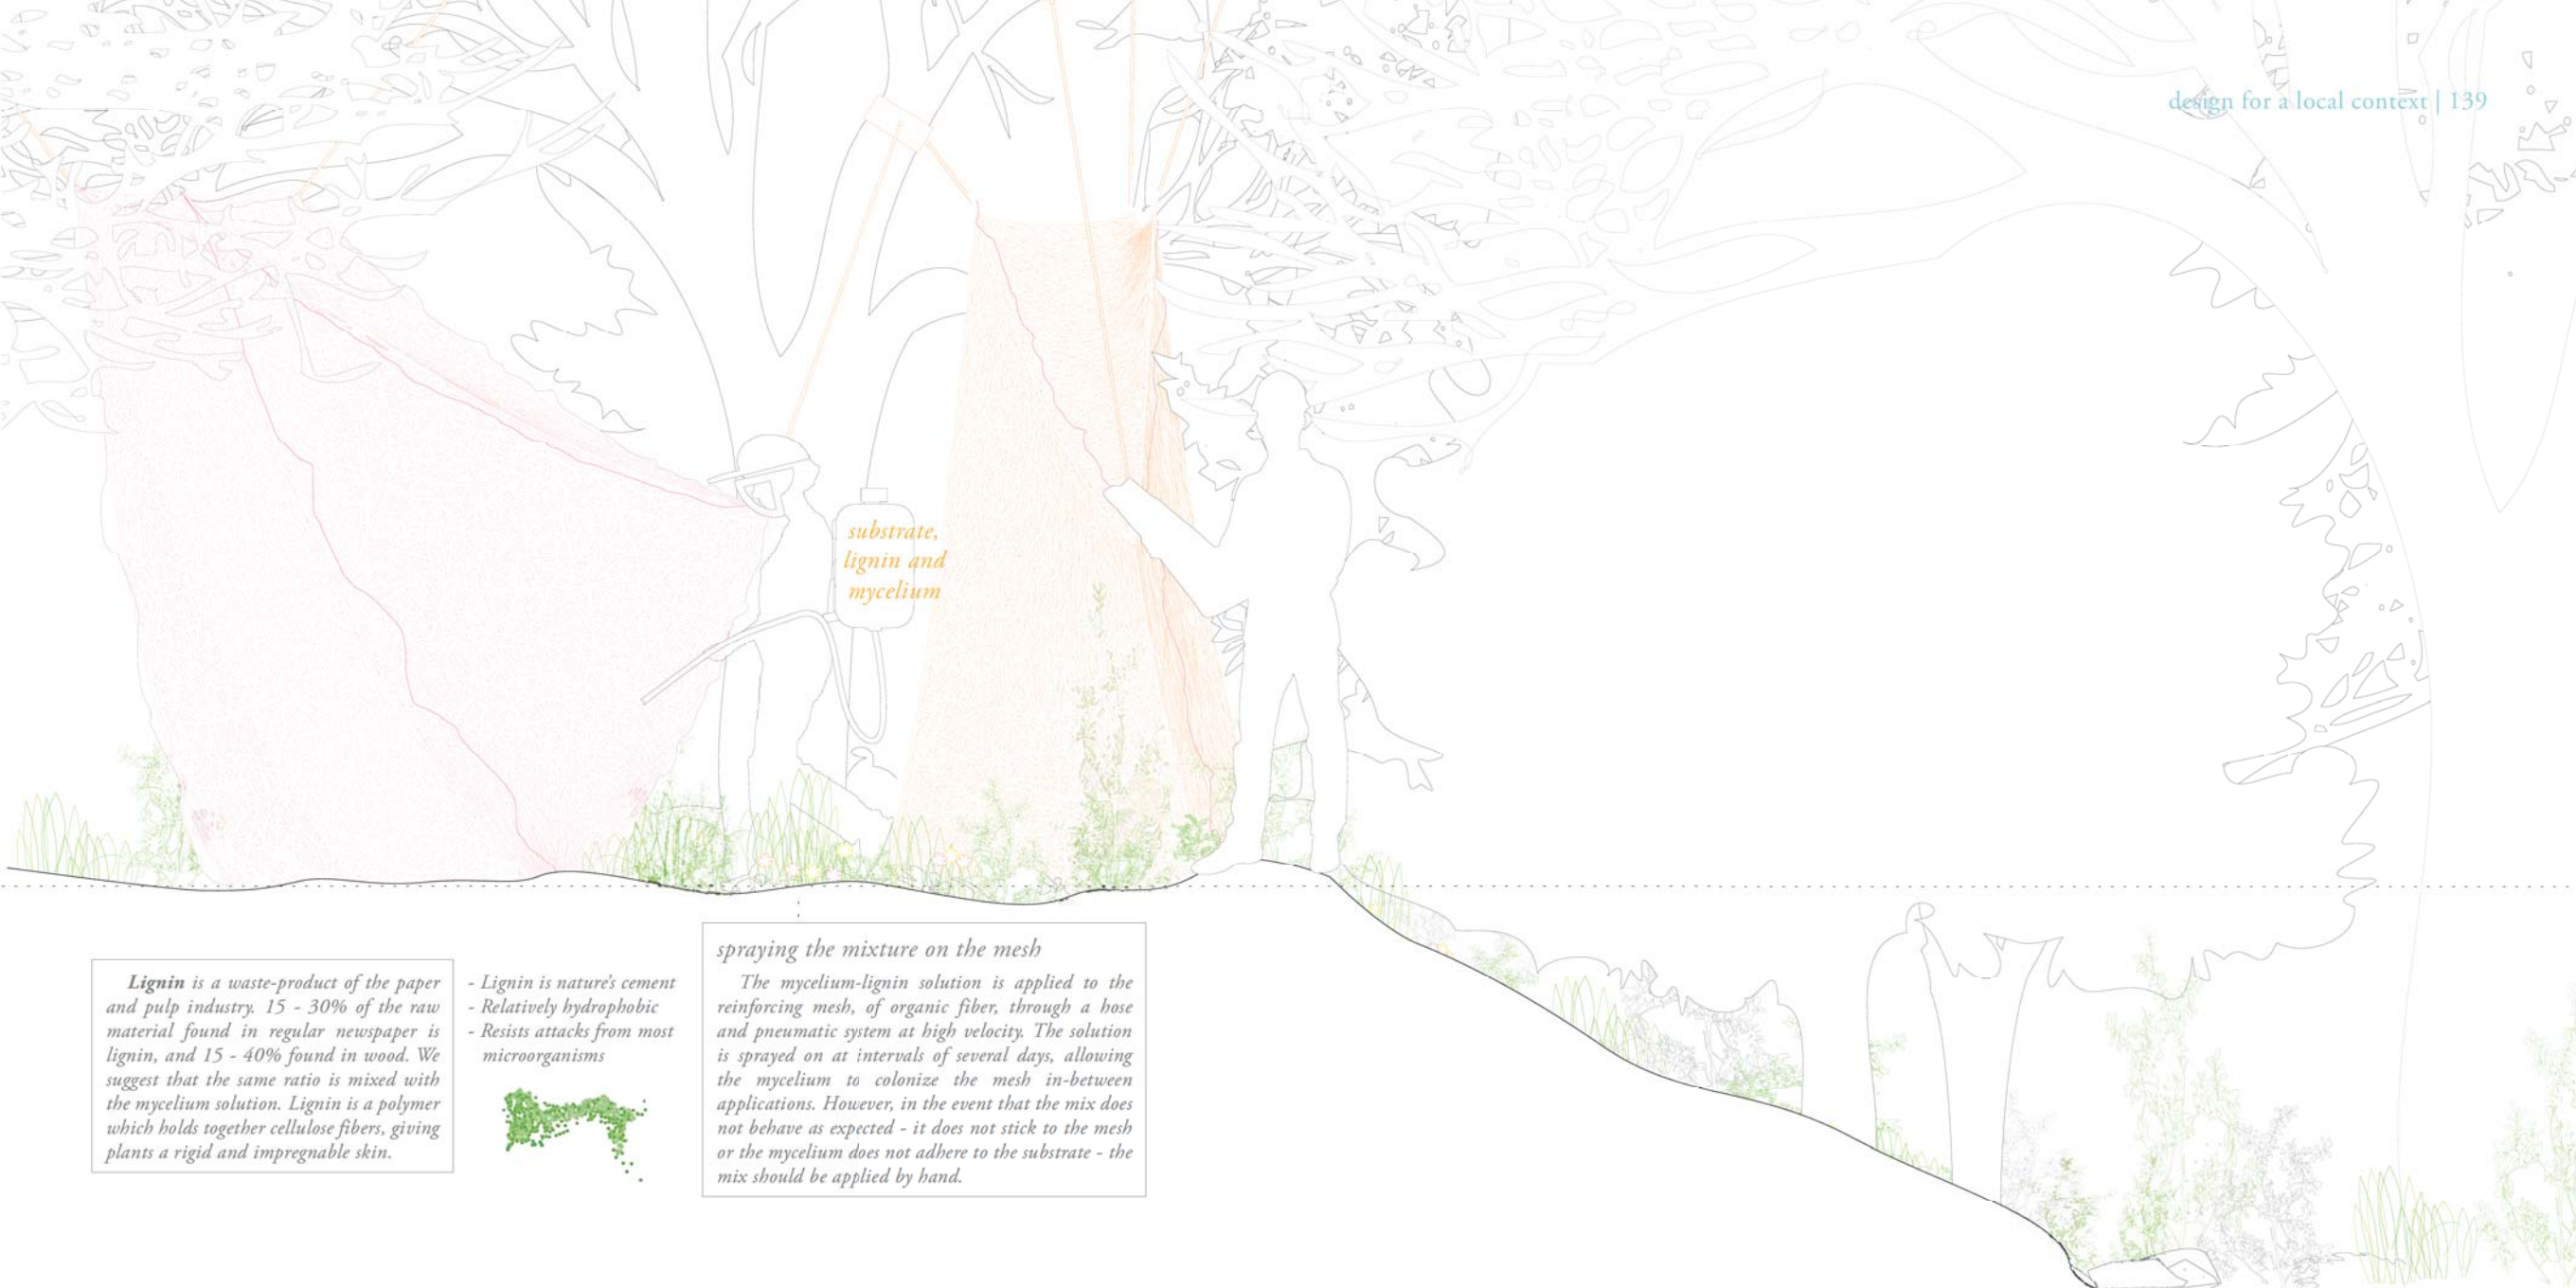 design for a local context | 139
substrate,
lignin and
mycelium
Lignin is a waste-product of the paper
and pulp industry. 15 - 30% of the raw
material found in regular newspaper is
lignin, and 15 - 40% found in wood. We
suggest that the same ratio is mixed with
the mycelium solution. Lignin is a polymer
which holds together cellulose fibers, giving
plants a rigid and impregnable skin.
- Lignin is nature's cement
- Relatively hydrophobic
- Resists attacks from most
microorganisms
spraying the mixture on the mesh
The mycelium-lignin solution is applied to the
reinforcing mesh, of organic fiber, through a hose
and pneumatic system at high velocity. The solution
is sprayed on at intervals of several days, allowing
the mycelium to colonize the mesh in-between
applications. However, in the event that the mix does
not behave as expected - it does not stick to the mesh
or the mycelium does not adhere to the substrate - the
mix should be applied by hand.